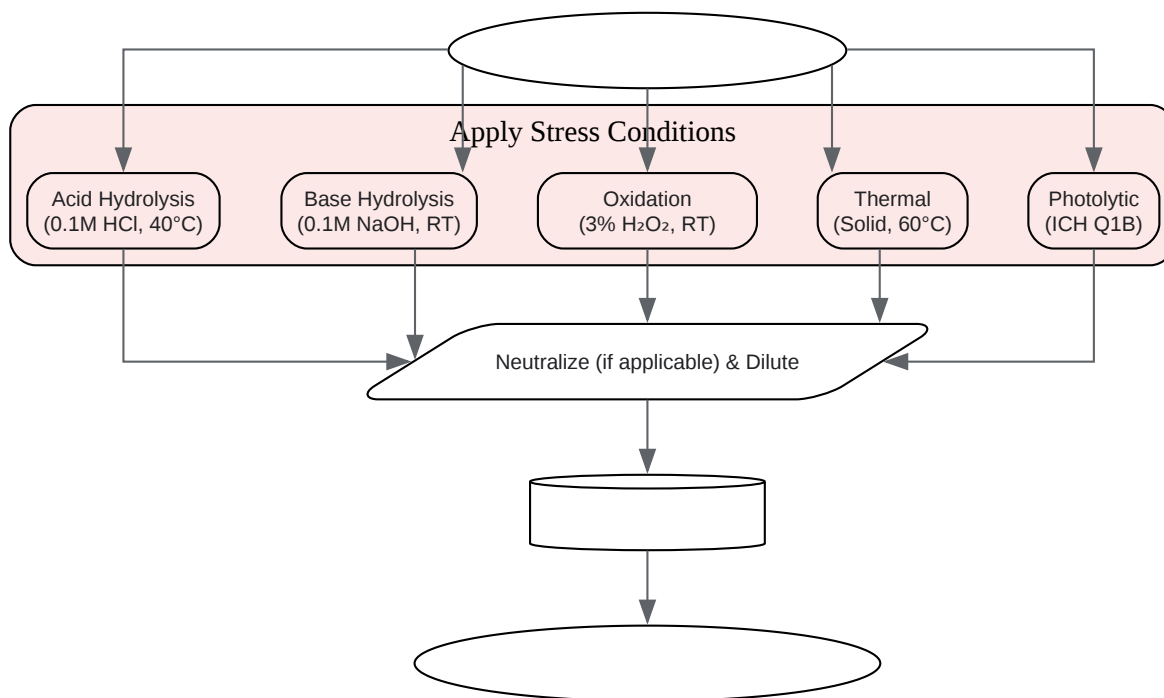 Apply Stress Conditions
Acid Hydrolysis
(0.1M HCl, 40°C)
Base Hydrolysis
(0.1M NaOH, RT)
Oxidation
(3% H₂O₂, RT)
Thermal
(Solid, 60°C)
Photolytic
(ICH Q1B)
Neutralize (if applicable) & Dilute